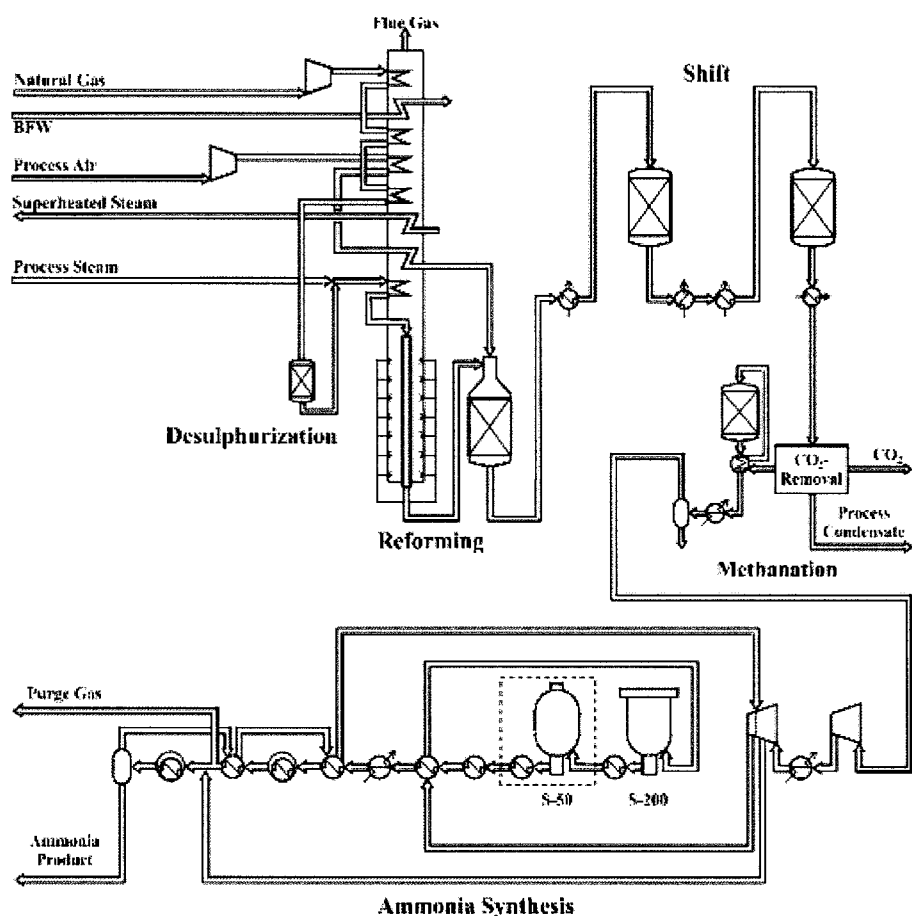 Flue Gas
Natural Gas
Shift
BFW
Process Air
Superheated Steam
Process Steam
Desulphurization
CO2-
Removal
CO2
Process
Condensate
Reforming
Methanation
Purge Gas
S-50
S-200
Ammonia
Product
Ammonia Synthesis